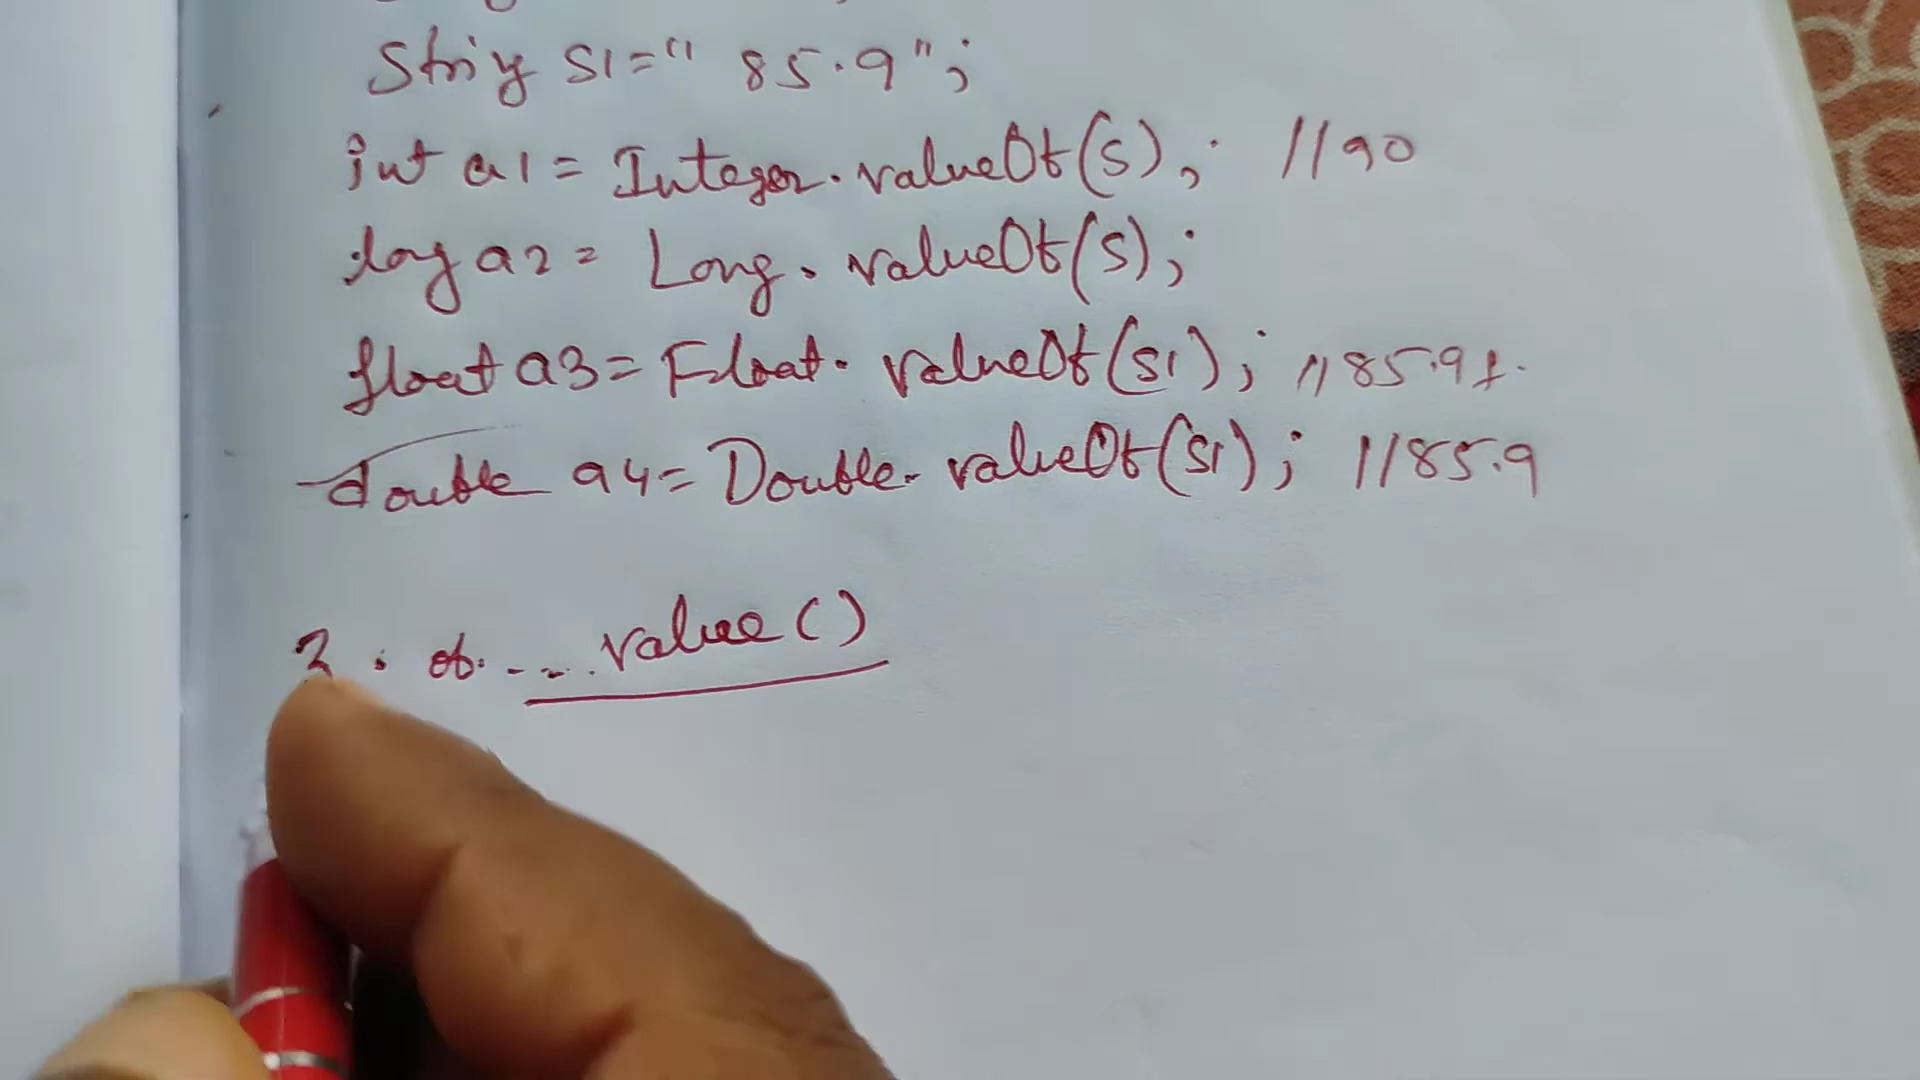 String S1=" 85.9";
int a1 = Integer.valueOf(S); //90
long a2 = Long.valueOf(S);
float a3 = Float.valueOf(S1); //85.9f.
double a4 = Double.valueOf(S1); //85.9
3. ob. ....value()